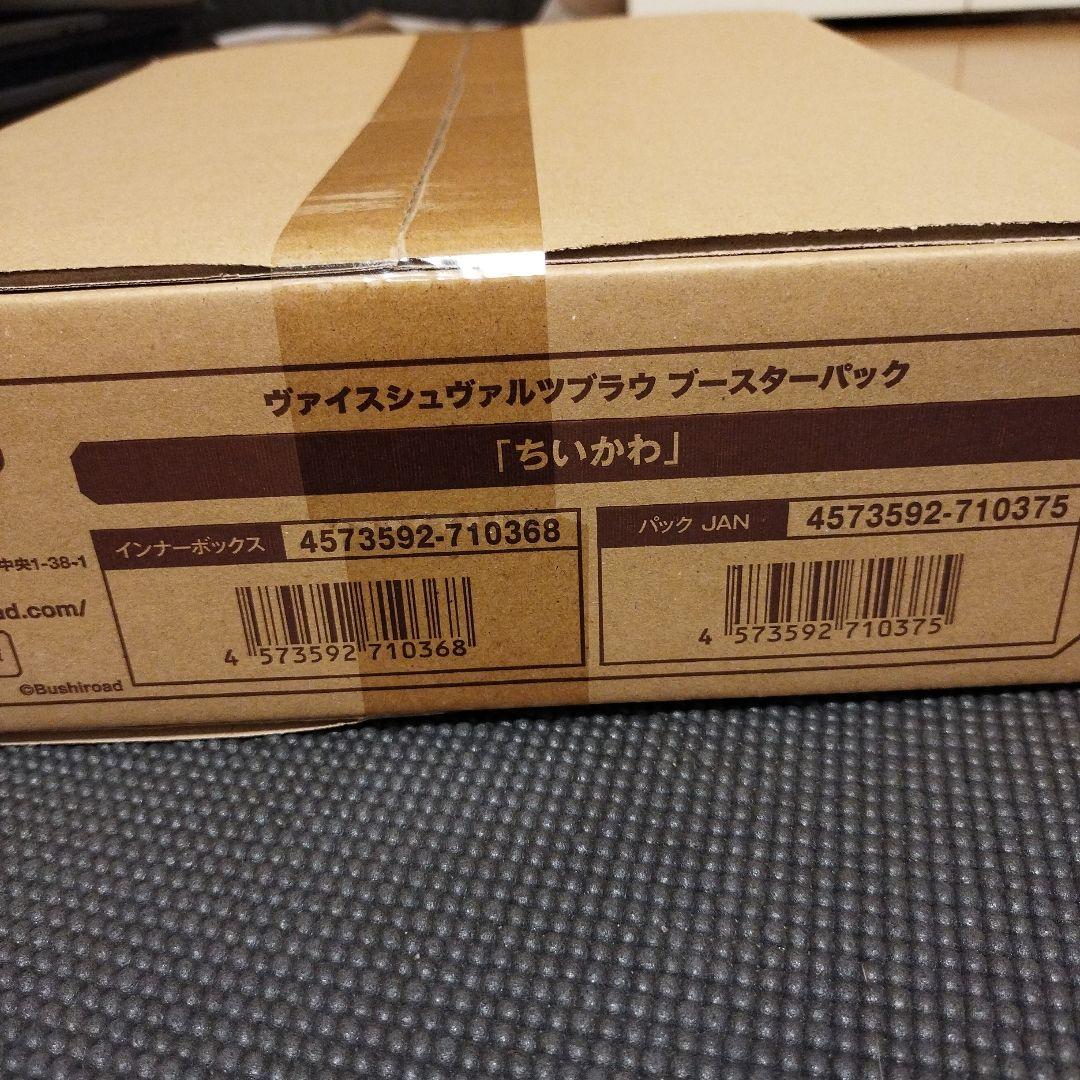 ヴァイスシュヴァルツブラウ ブースターパック
「ちいかわ」
インナーボックス 4573592-710368
4 573592 710368
パック JAN 4573592-710375
4 573592 710375
中央1-38-1
ad.com/
©Bushiroad